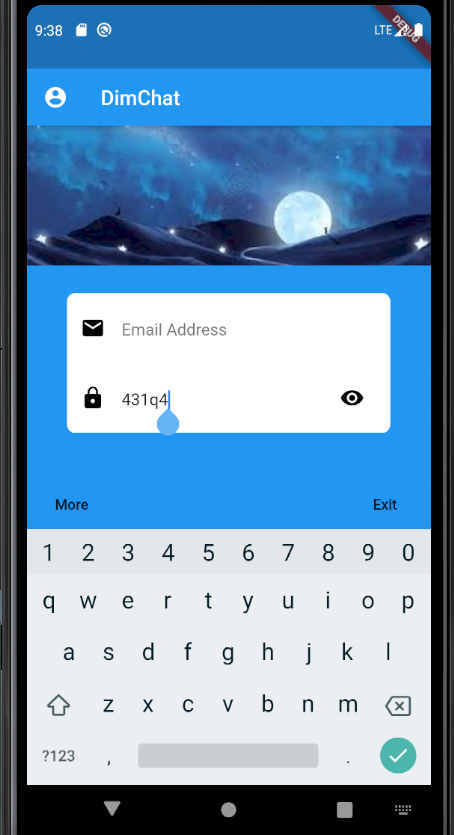 9:38 LTE DEBUG
DimChat
Email Address
431q4
More Exit
1 2 3 4 5 6 7 8 9 0
q w e r t y u i o p
a s d f g h j k l
z x c v b n m
?123 , .